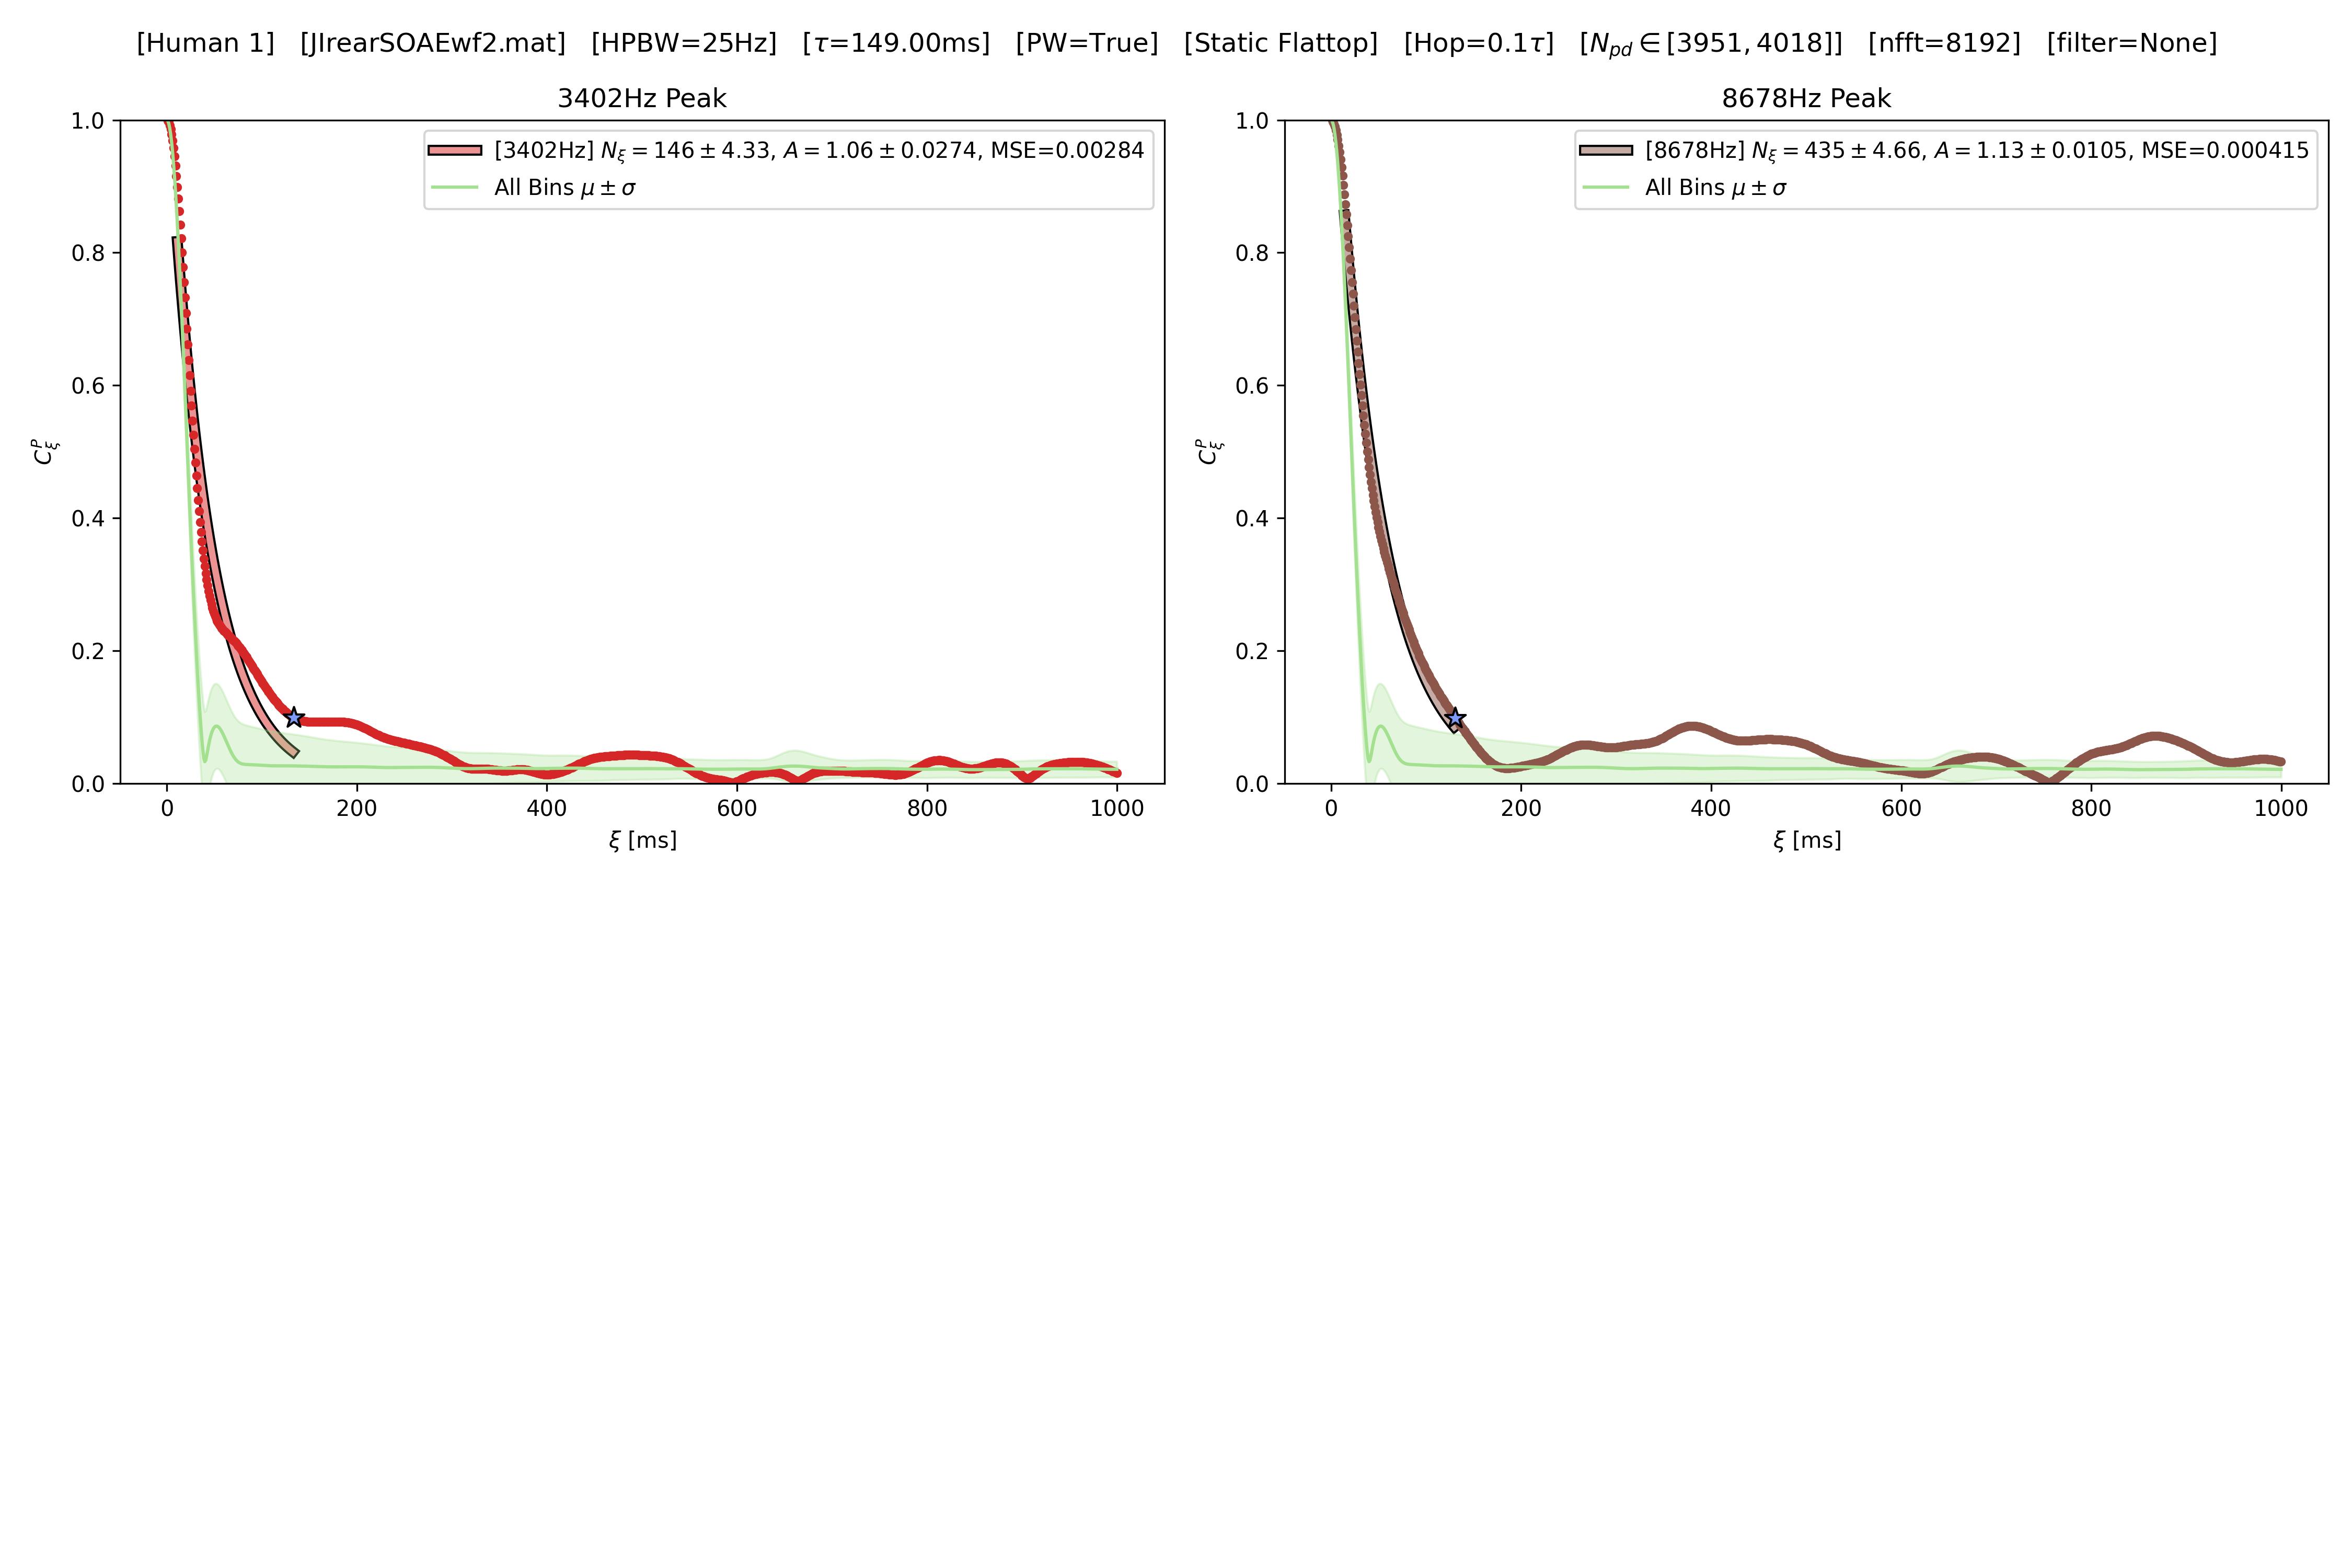 [Human 1] [JIrearSOAEwf2.mat] [HPBW=25Hz] [τ=149.00ms] [PW=True] [Static Flattop] [Hop=0.1τ] [N_pd ∈ [3951, 4018]] [nfft=8192] [filter=None]
3402Hz Peak
[3402Hz] N_ξ = 146 ± 4.33, A = 1.06 ± 0.0274, MSE=0.00284
All Bins μ ± σ
1.0
0.8
0.6
0.4
0.2
0.0
C_ξ^P
0 200 400 600 800 1000
ξ [ms]
8678Hz Peak
[8678Hz] N_ξ = 435 ± 4.66, A = 1.13 ± 0.0105, MSE=0.000415
All Bins μ ± σ
1.0
0.8
0.6
0.4
0.2
0.0
C_ξ^P
0 200 400 600 800 1000
ξ [ms]